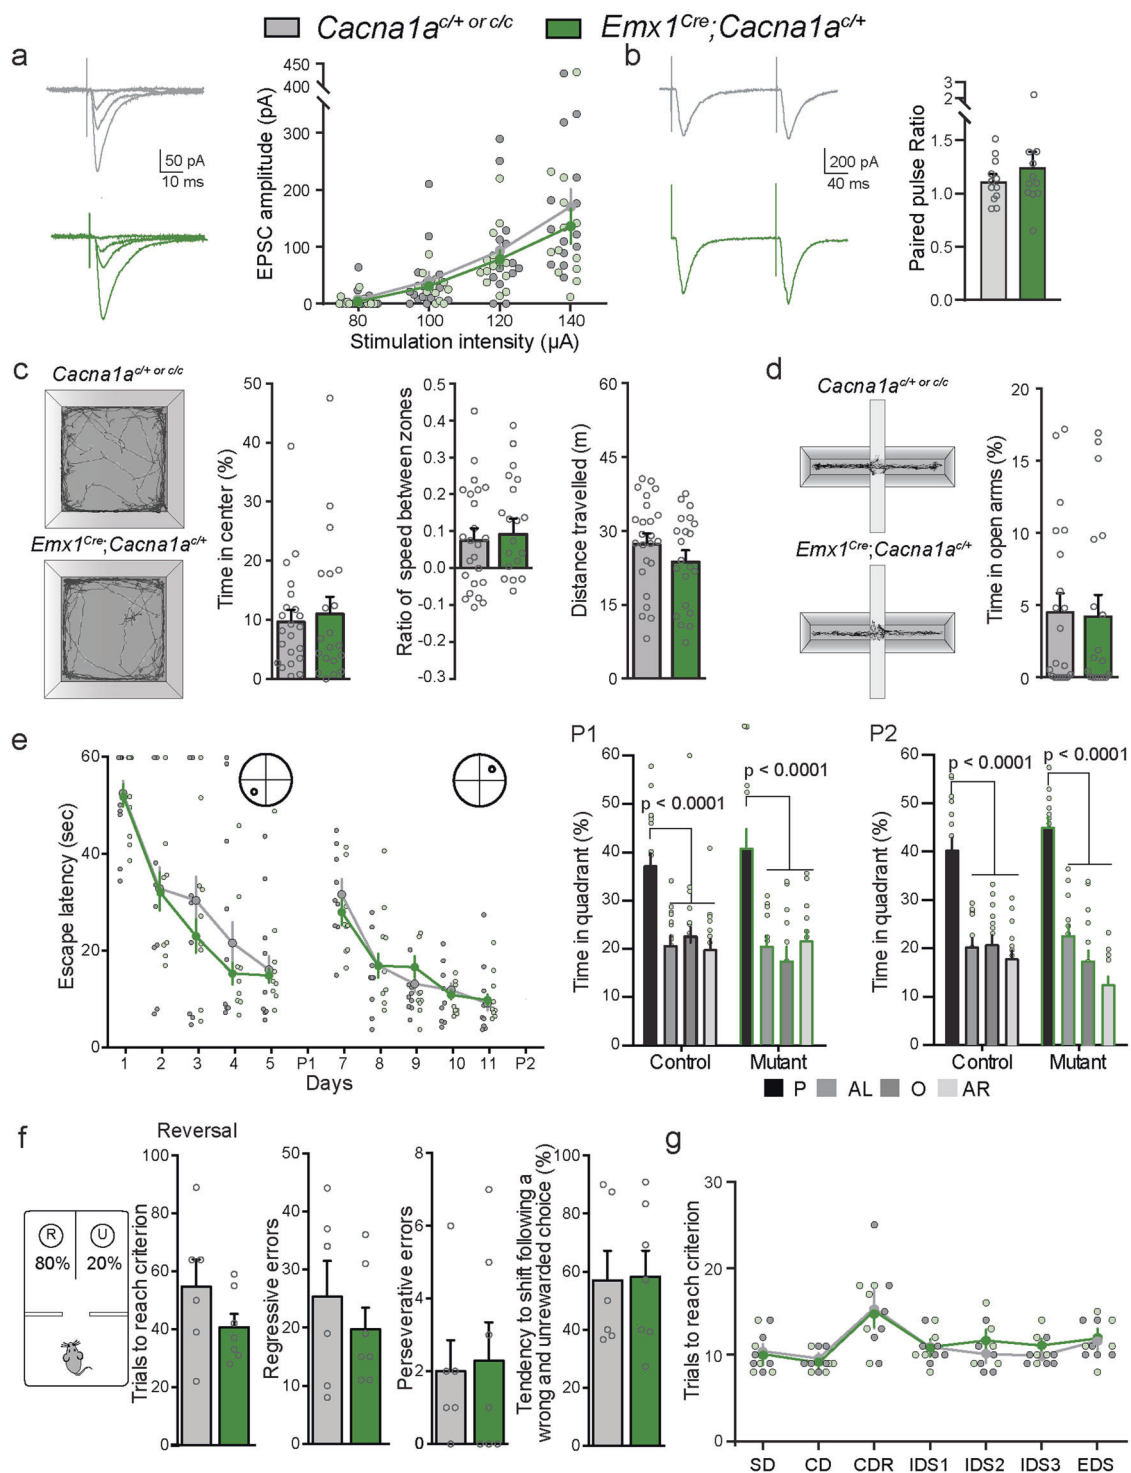 Cacna1a c/+ or c/c Emx1Cre;Cacna1a c/+
a
EPSC amplitude (pA)
450
400
300
200
100
0
80 100 120 140
Stimulation intensity (µA)
50 pA
10 ms
b
200 pA
40 ms
Paired pulse Ratio
3
2
1.5
1.0
0.5
0.0
c
Cacna1a c/+ or c/c
Emx1Cre;Cacna1a c/+
Time in center (%)
50
40
30
20
10
0
Ratio of speed between zones
0.5
0.4
0.3
0.2
0.1
0.0
-0.1
-0.2
-0.3
Distance travelled (m)
60
45
30
15
0
d
Cacna1a c/+ or c/c
Emx1Cre;Cacna1a c/+
Time in open arms (%)
20
15
10
5
0
e
Escape latency (sec)
60
40
20
0
1 2 3 4 5 P1 7 8 9 10 11 P2
Days
P1
Time in quadrant (%)
60
50
40
30
20
10
0
p < 0.0001
p < 0.0001
Control Mutant
P2
Time in quadrant (%)
60
50
40
30
20
10
0
p < 0.0001
p < 0.0001
Control Mutant
P AL O AR
f
R U
80% 20%
Reversal
Trials to reach criterion
100
80
60
40
20
0
Regressive errors
50
40
30
20
10
0
Perseverative errors
8
6
4
2
0
Tendency to shift following a
wrong and unrewarded choice (%)
100
80
60
40
20
0
g
Trials to reach criterion
30
20
10
0
SD CD CDR IDS1 IDS2 IDS3 EDS